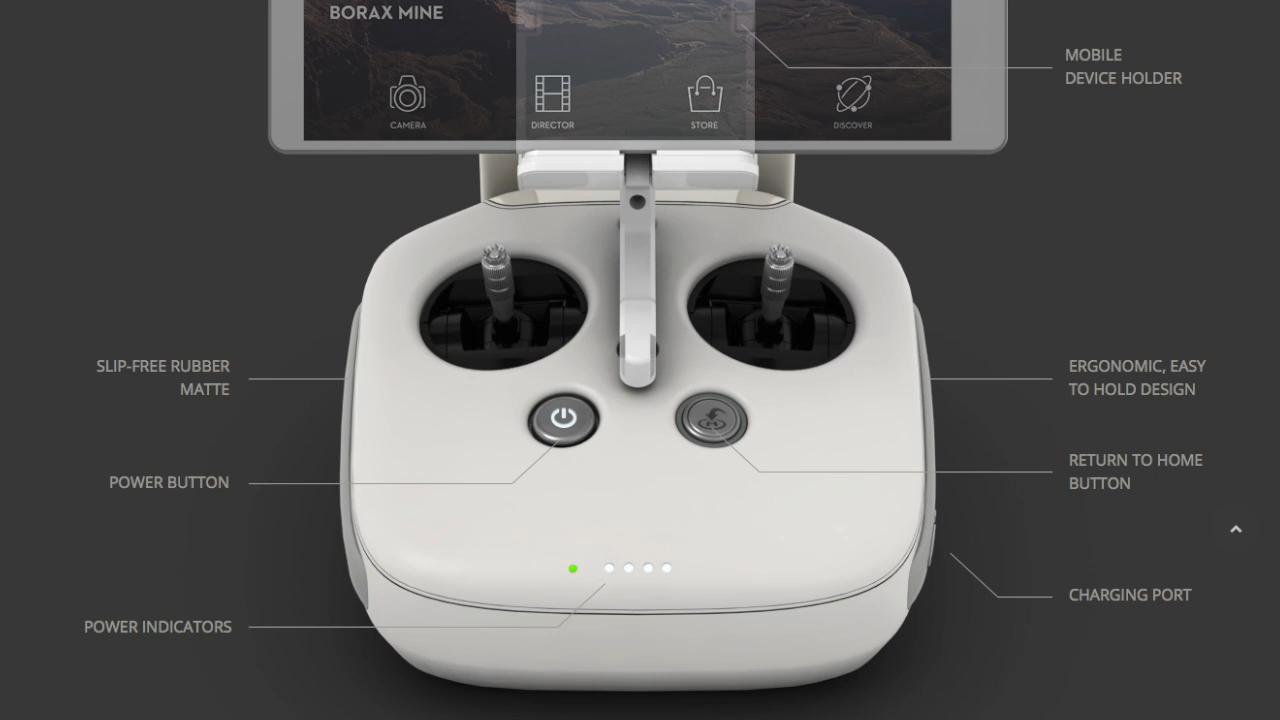 BORAX MINE
MOBILE
DEVICE HOLDER
CAMERA
DIRECTOR
STORE
DISCOVER
SLIP-FREE RUBBER
MATTE
ERGONOMIC, EASY
TO HOLD DESIGN
H
RETURN TO HOME
BUTTON
POWER BUTTON
CHARGING PORT
POWER INDICATORS